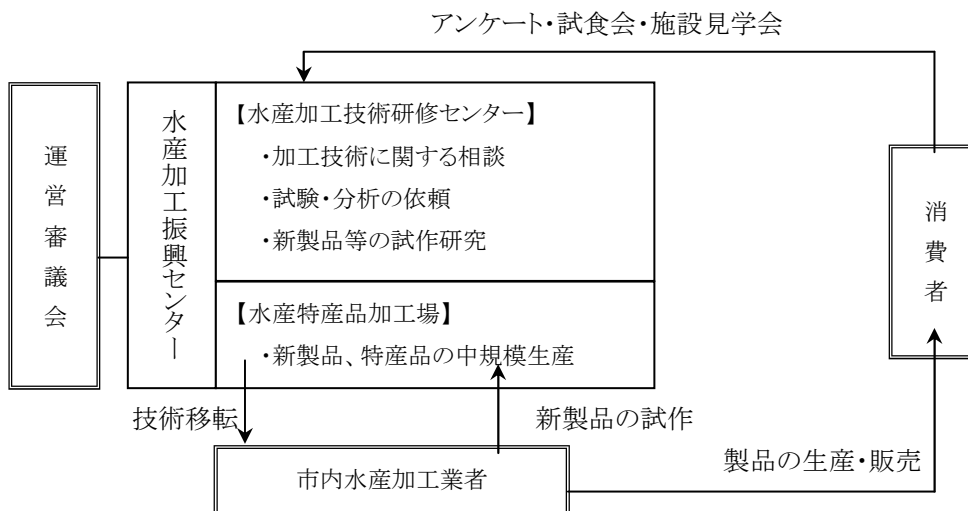 アンケート・試食会・施設見学会
運営審議会
水産加工振興センター
【水産加工技術研修センター】
・加工技術に関する相談
・試験・分析の依頼
・新製品等の試作研究
【水産特産品加工場】
・新製品、特産品の中規模生産
消費者
技術移転
新製品の試作
製品の生産・販売
市内水産加工業者